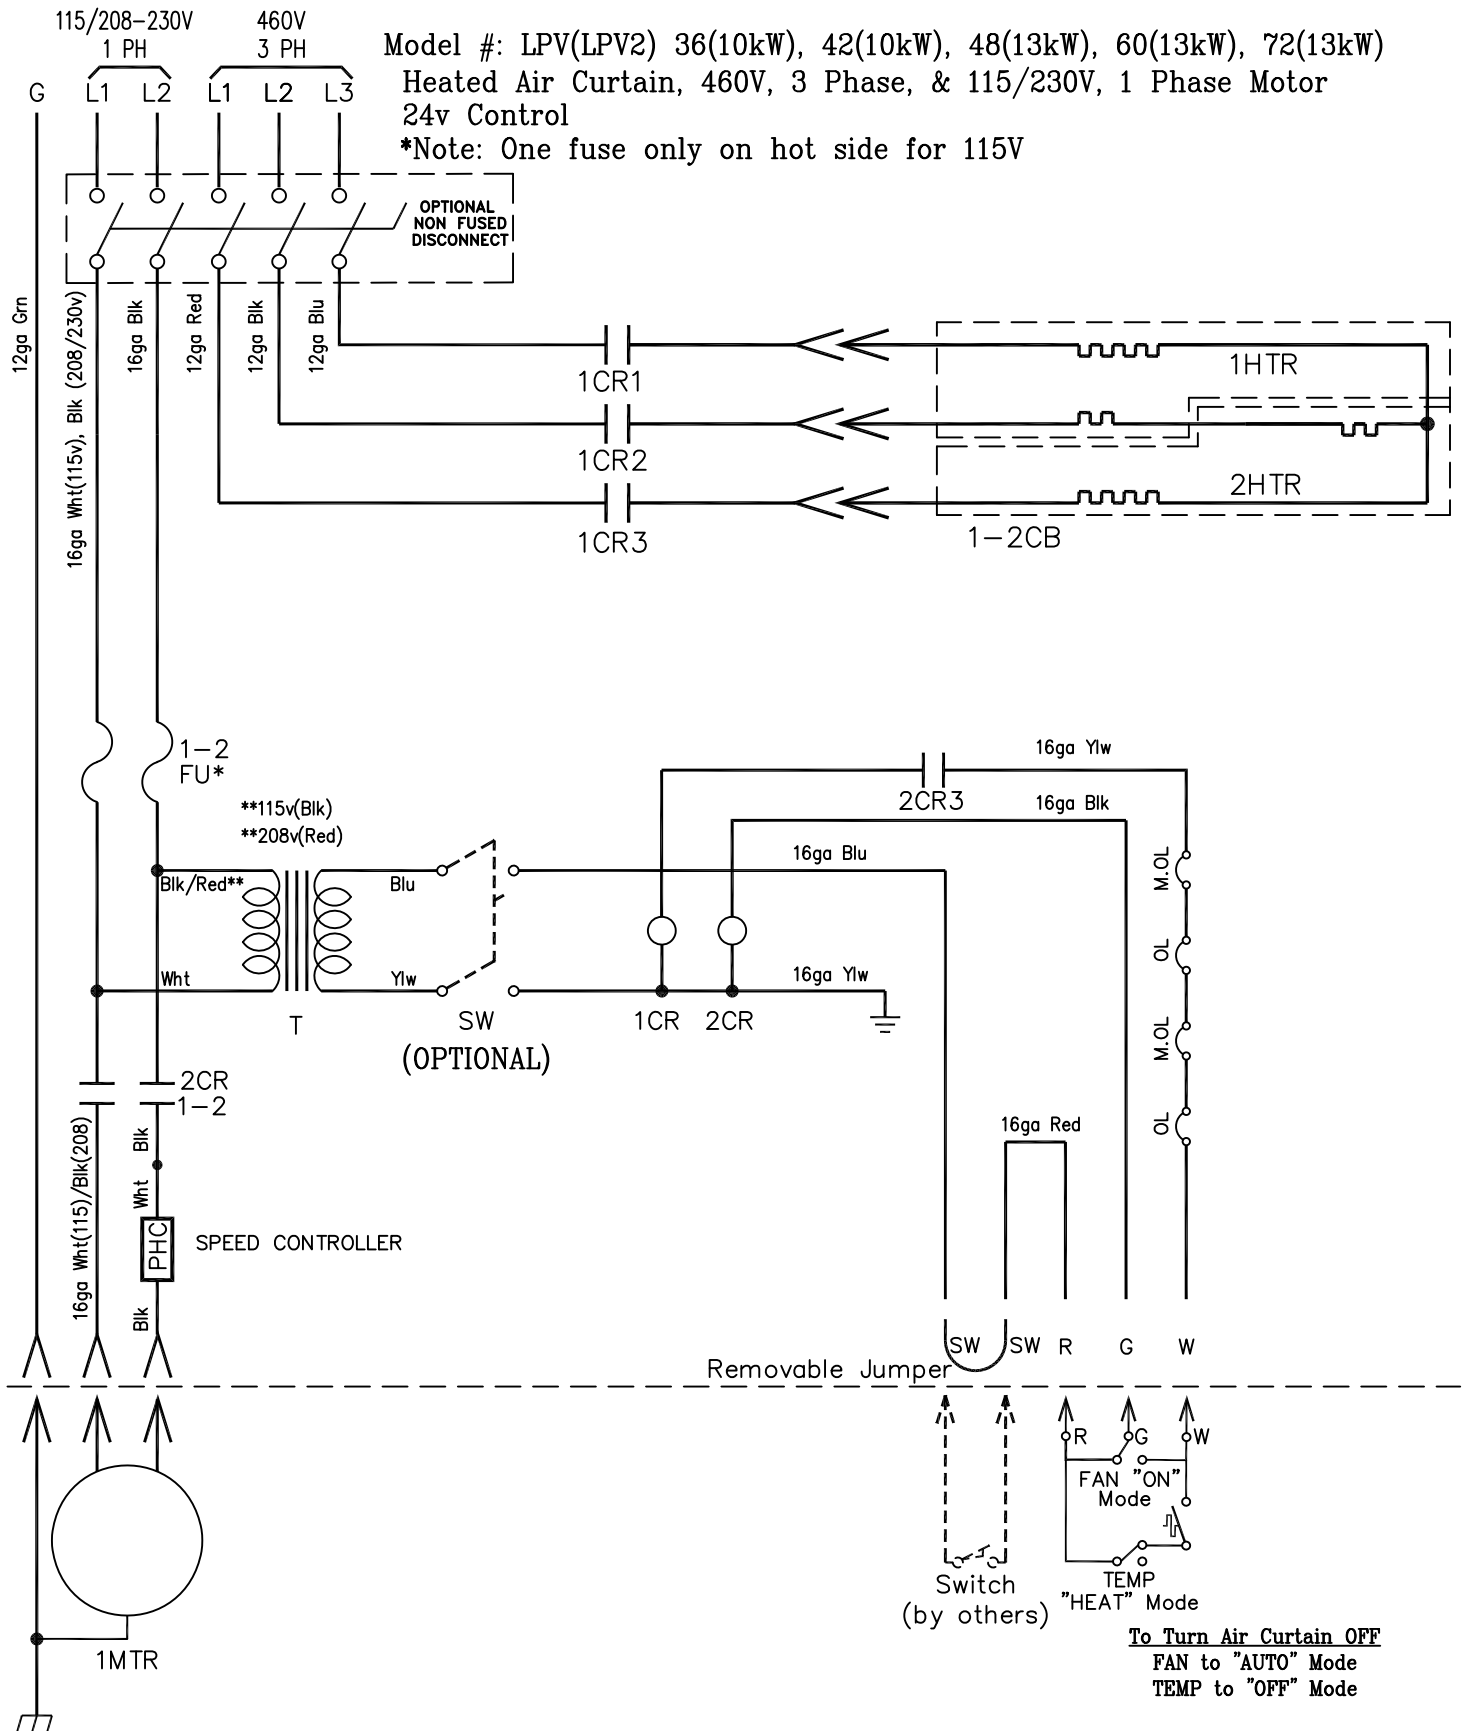 115/208-230V
1 PH
460V
3 PH
Model #: LPV(LPV2) 36(10kW), 42(10kW), 48(13kW), 60(13kW), 72(13kW)
Heated Air Curtain, 460V, 3 Phase, & 115/230V, 1 Phase Motor
24v Control
*Note: One fuse only on hot side for 115V
G L1 L2 L1 L2 L3
OPTIONAL
NON FUSED
DISCONNECT
12ga Grn
16ga Wht(115v), Blk (208/230v)
16ga Blk
12ga Red
12ga Blk
12ga Blu
1CR1
1HTR
1CR2
2HTR
1CR3
1-2CB
1-2
FU*
16ga Ylw
2CR3
16ga Blk
**115v(Blk)
**208v(Red)
16ga Blu
Blk/Red**
Blu
M.OL
OL
Wht
Ylw
16ga Ylw
T
SW
(OPTIONAL)
1CR
2CR
M.OL
OL
2CR
1-2
16ga Wht(115)/Blk(208)
Blk
Wht
16ga Red
PHC
SPEED CONTROLLER
Blk
SW SW R G W
Removable Jumper
R G W
FAN "ON"
Mode
TEMP
"HEAT" Mode
Switch
(by others)
To Turn Air Curtain OFF
FAN to "AUTO" Mode
TEMP to "OFF" Mode
1MTR